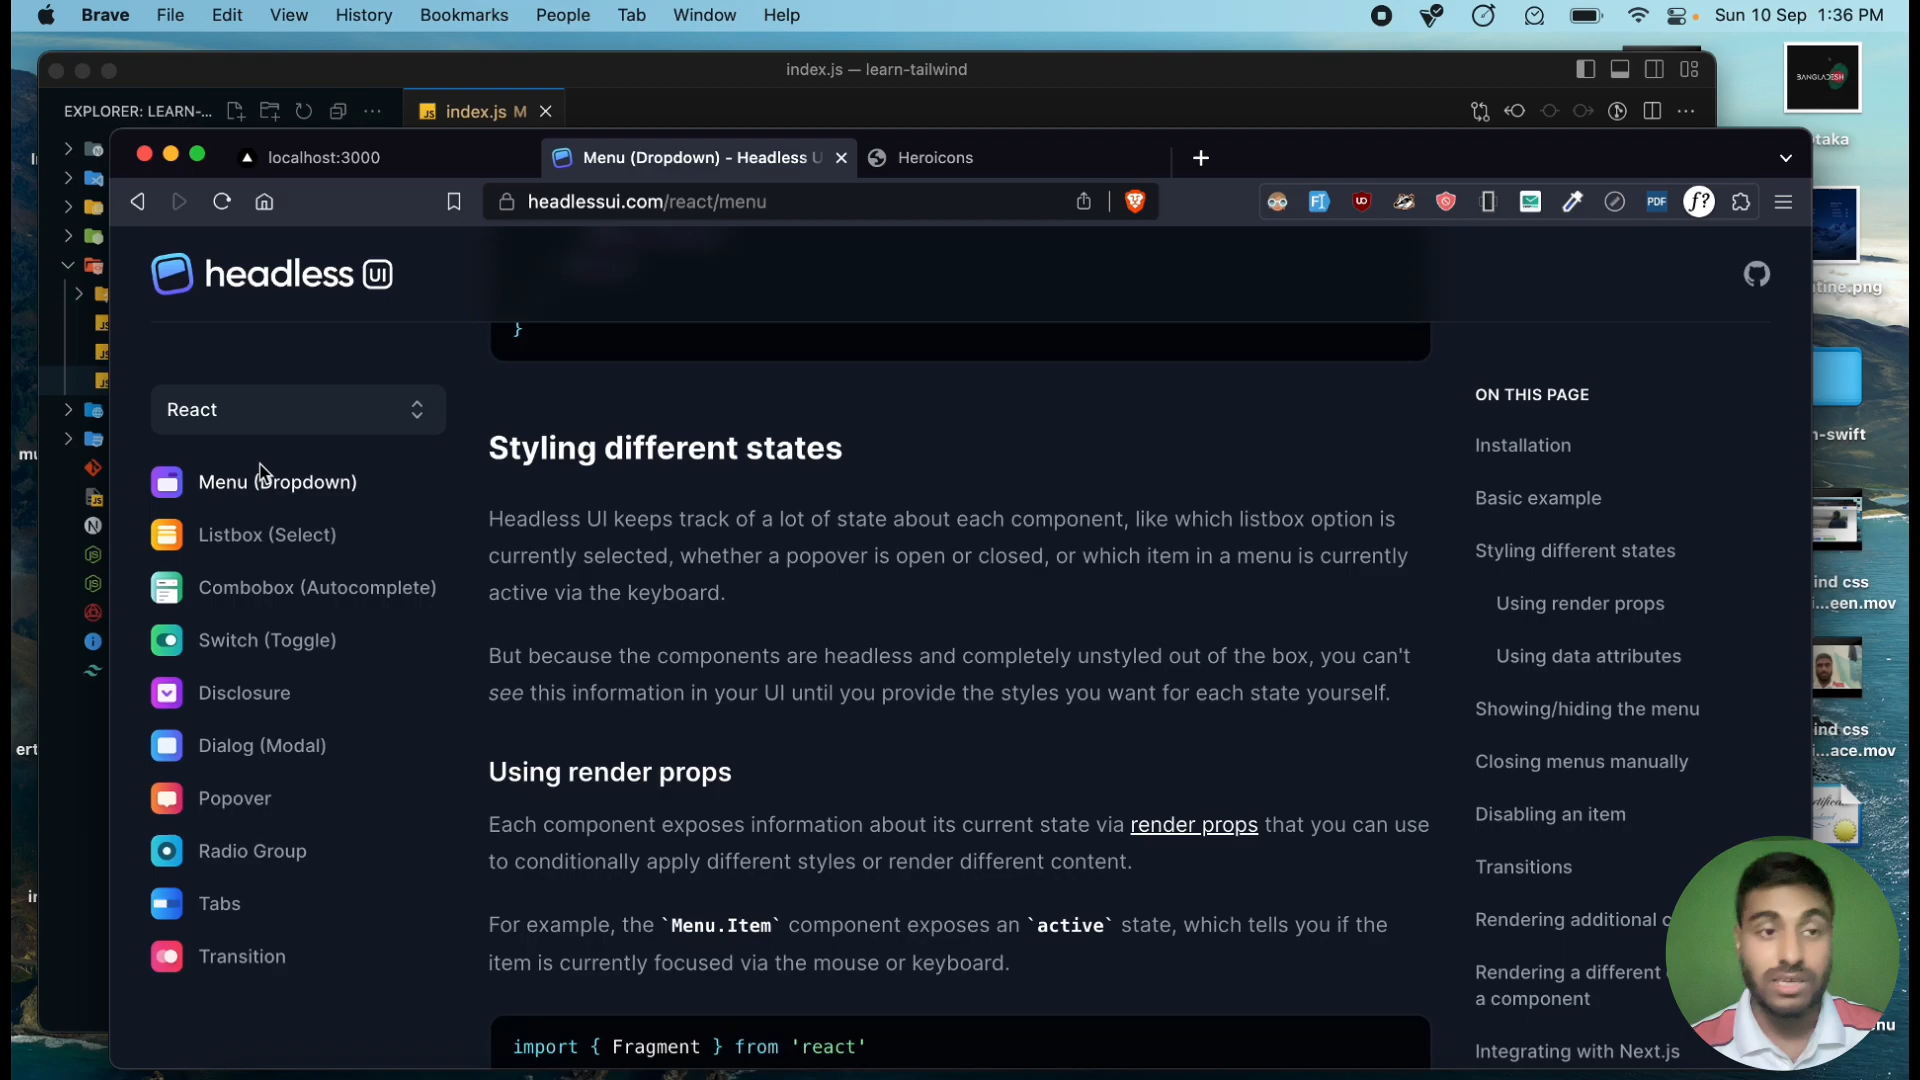 Brave File Edit View History Bookmarks People Tab Window Help
Sun 10 Sep 1:36 PM
index.js — learn-tailwind
EXPLORER: LEARN-...
index.js M
BANGLADESH
localhost:3000
Menu (Dropdown) - Headless U
Heroicons
headlessui.com/react/menu
PDF
f?
headless UI
}
React
Menu (Dropdown)
Listbox (Select)
Combobox (Autocomplete)
Switch (Toggle)
Disclosure
Dialog (Modal)
Popover
Radio Group
Tabs
Transition
Styling different states
Headless UI keeps track of a lot of state about each component, like which listbox option is
currently selected, whether a popover is open or closed, or which item in a menu is currently
active via the keyboard.
But because the components are headless and completely unstyled out of the box, you can't
see this information in your UI until you provide the styles you want for each state yourself.
Using render props
Each component exposes information about its current state via render props that you can use
to conditionally apply different styles or render different content.
For example, the `Menu.Item` component exposes an `active` state, which tells you if the
item is currently focused via the mouse or keyboard.
import { Fragment } from 'react'
ON THIS PAGE
Installation
Basic example
Styling different states
Using render props
Using data attributes
Showing/hiding the menu
Closing menus manually
Disabling an item
Transitions
Rendering additional c
Rendering a different
a component
Integrating with Next.js
taka
tine.png
n-swift
ind css
...een.mov
ind css
...ace.mov
nu